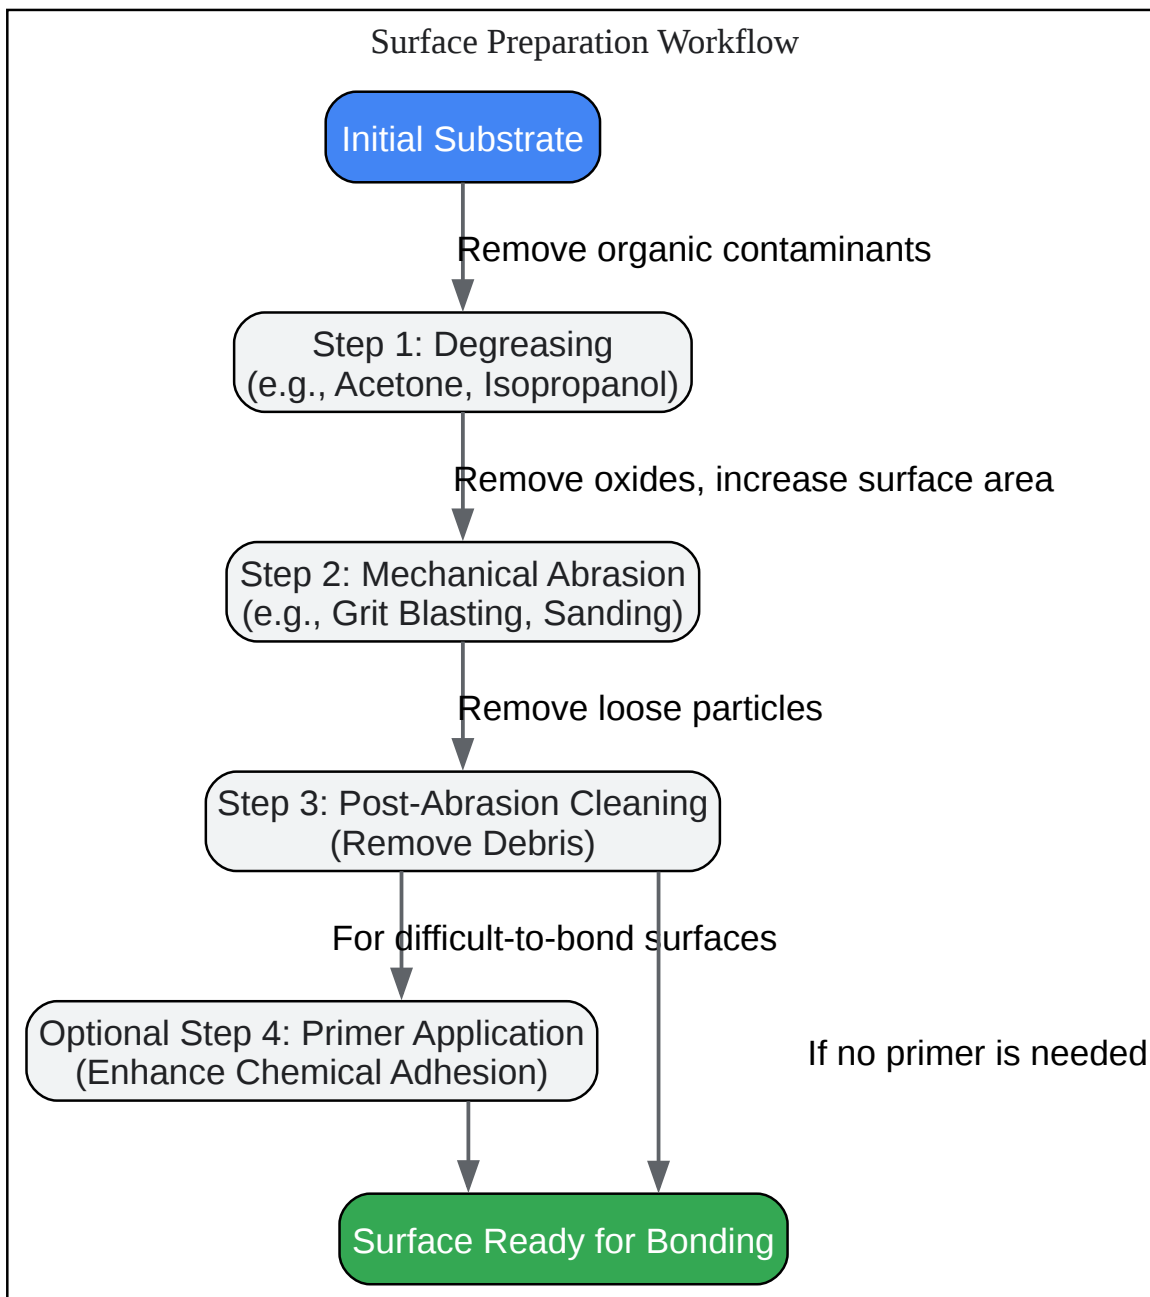 Surface Preparation Workflow
Initial Substrate
Remove organic contaminants
Step 1: Degreasing
(e.g., Acetone, Isopropanol)
Remove oxides, increase surface area
Step 2: Mechanical Abrasion
(e.g., Grit Blasting, Sanding)
Remove loose particles
Step 3: Post-Abrasion Cleaning
(Remove Debris)
For difficult-to-bond surfaces
Optional Step 4: Primer Application
(Enhance Chemical Adhesion)
If no primer is needed
Surface Ready for Bonding